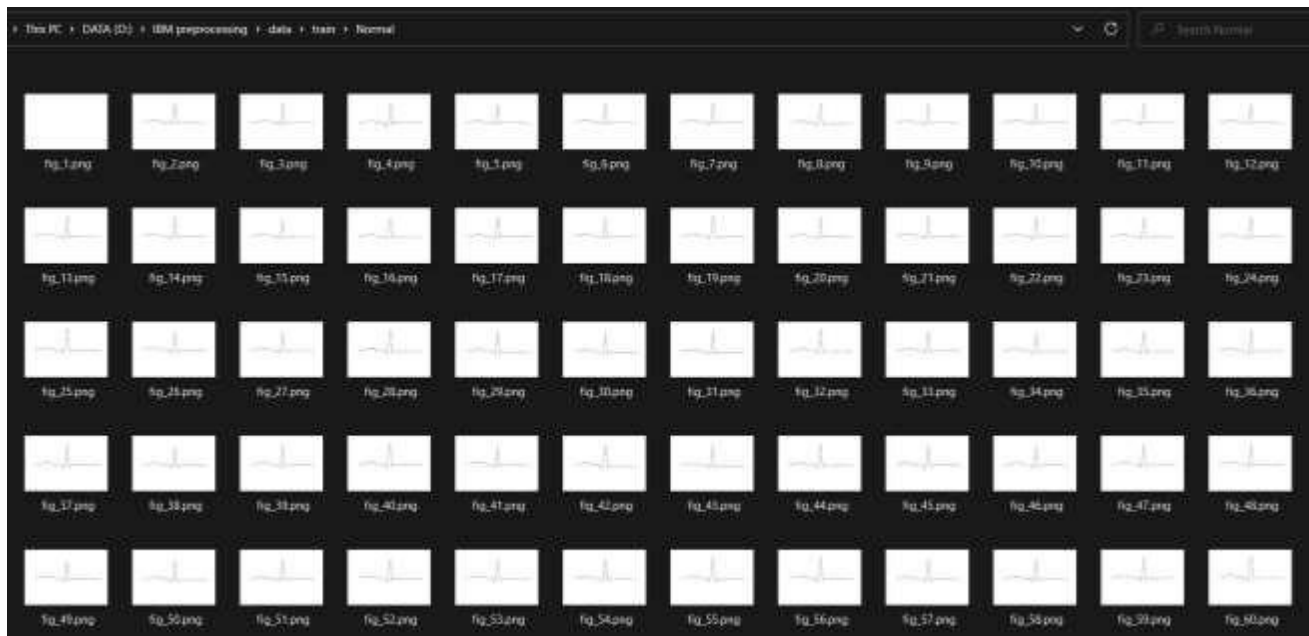 This PC › DATA (D:) › IBM preprocessing › data › train › Normal
Search Normal
fig_1.png fig_2.png fig_3.png fig_4.png fig_5.png fig_6.png fig_7.png fig_8.png fig_9.png fig_10.png fig_11.png fig_12.png
fig_13.png fig_14.png fig_15.png fig_16.png fig_17.png fig_18.png fig_19.png fig_20.png fig_21.png fig_22.png fig_23.png fig_24.png
fig_25.png fig_26.png fig_27.png fig_28.png fig_29.png fig_30.png fig_31.png fig_32.png fig_33.png fig_34.png fig_35.png fig_36.png
fig_37.png fig_38.png fig_39.png fig_40.png fig_41.png fig_42.png fig_43.png fig_44.png fig_45.png fig_46.png fig_47.png fig_48.png
fig_49.png fig_50.png fig_51.png fig_52.png fig_53.png fig_54.png fig_55.png fig_56.png fig_57.png fig_58.png fig_59.png fig_60.png